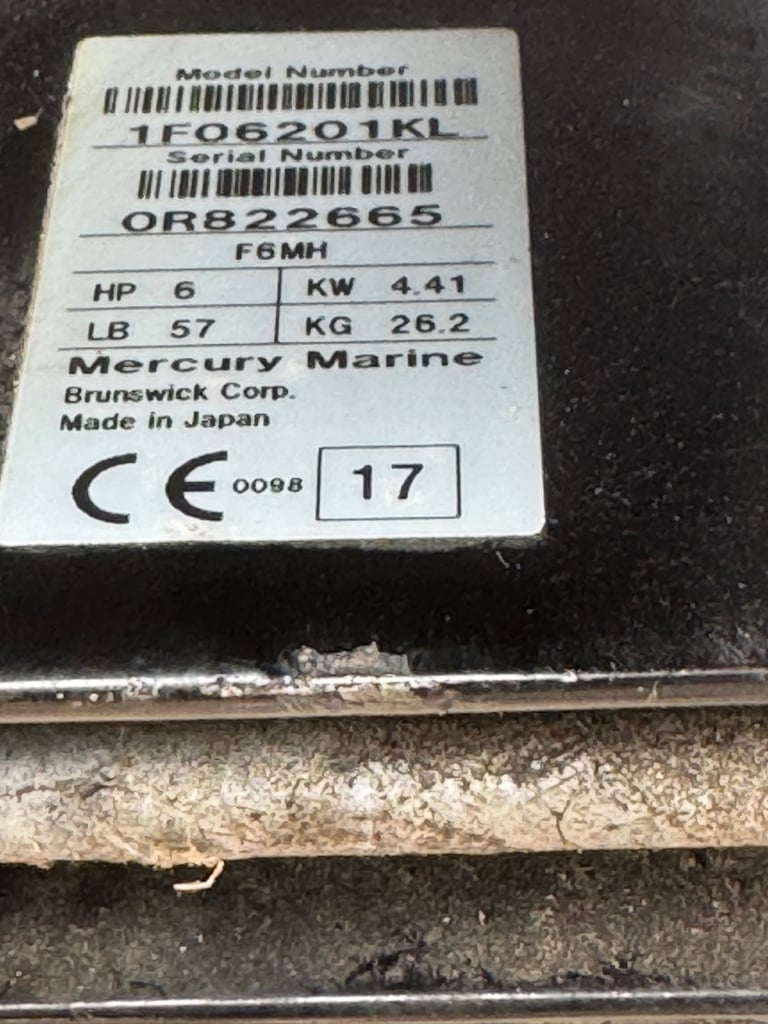 Model Number
1F06201KL
Serial Number
0R822665
F6MH
HP 6 KW 4.41
LB 57 KG 26.2
Mercury Marine
Brunswick Corp.
Made in Japan
CE 0098 17